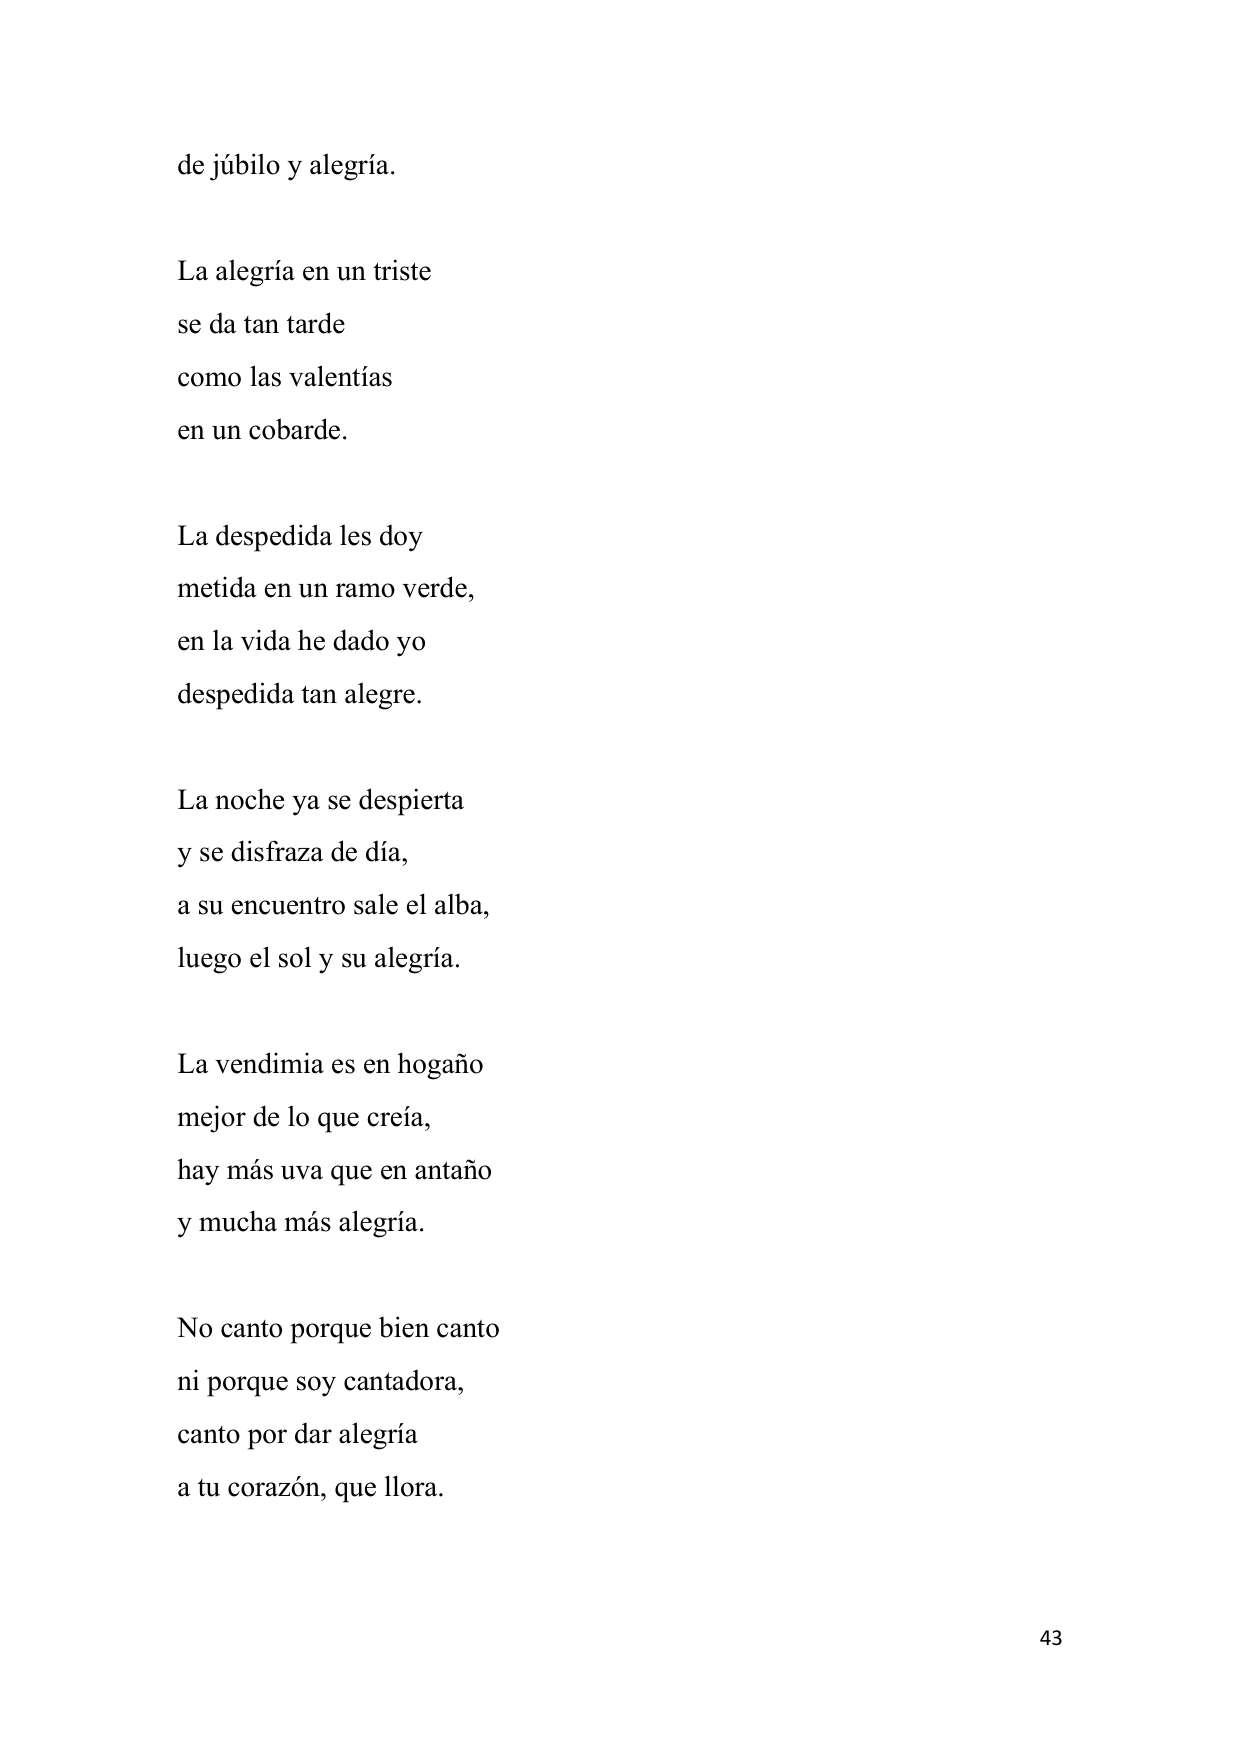 de júbilo y alegría.
La alegría en un triste
se da tan tarde
como las valentías
en un cobarde.
La despedida les doy
metida en un ramo verde,
en la vida he dado yo
despedida tan alegre.
La noche ya se despierta
y se disfraza de día,
a su encuentro sale el alba,
luego el sol y su alegría.
La vendimia es en hogaño
mejor de lo que creía,
hay más uva que en antaño
y mucha más alegría.
No canto porque bien canto
ni porque soy cantadora,
canto por dar alegría
a tu corazón, que llora.
43